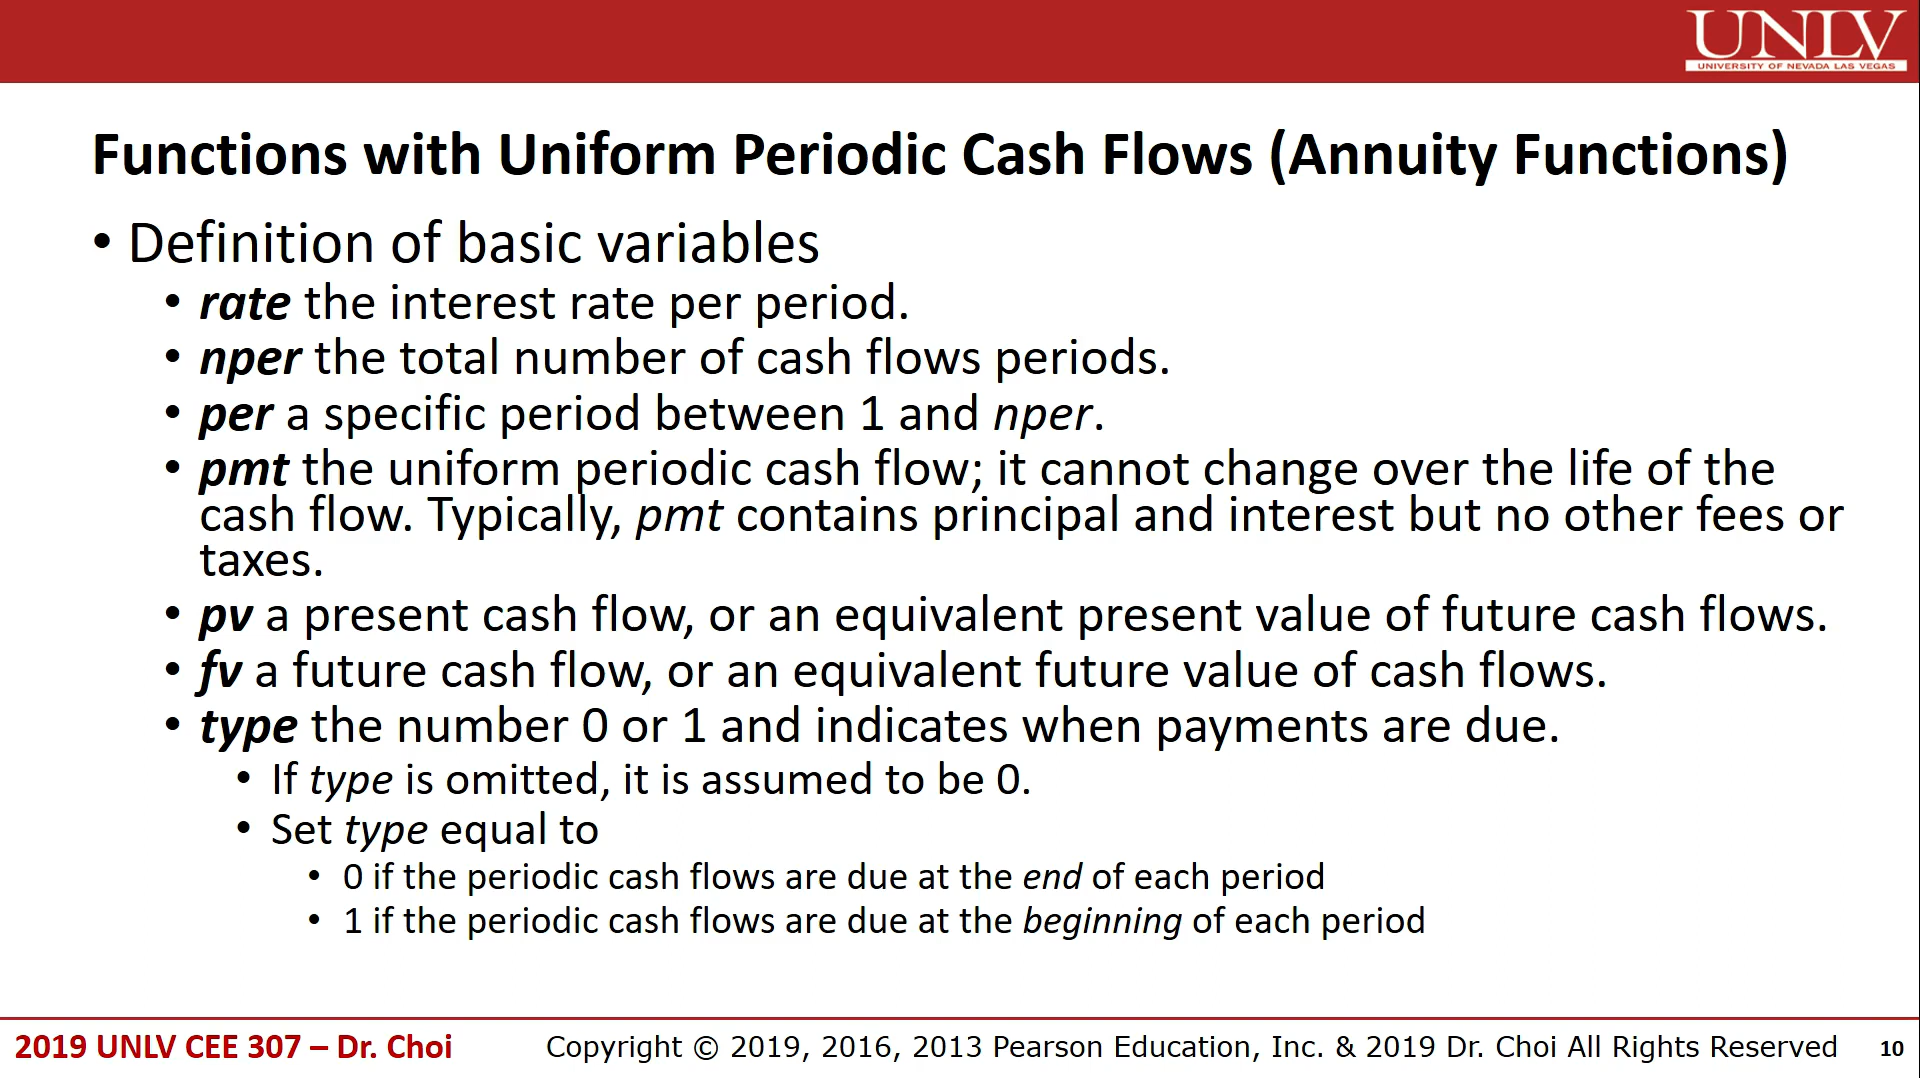 UNLV
UNIVERSITY OF NEVADA LAS VEGAS
Functions with Uniform Periodic Cash Flows (Annuity Functions)
• Definition of basic variables
• rate the interest rate per period.
• nper the total number of cash flows periods.
• per a specific period between 1 and nper.
• pmt the uniform periodic cash flow; it cannot change over the life of the
cash flow. Typically, pmt contains principal and interest but no other fees or
taxes.
• pv a present cash flow, or an equivalent present value of future cash flows.
• fv a future cash flow, or an equivalent future value of cash flows.
• type the number 0 or 1 and indicates when payments are due.
• If type is omitted, it is assumed to be 0.
• Set type equal to
• 0 if the periodic cash flows are due at the end of each period
• 1 if the periodic cash flows are due at the beginning of each period
2019 UNLV CEE 307 – Dr. Choi
Copyright © 2019, 2016, 2013 Pearson Education, Inc. & 2019 Dr. Choi All Rights Reserved
10